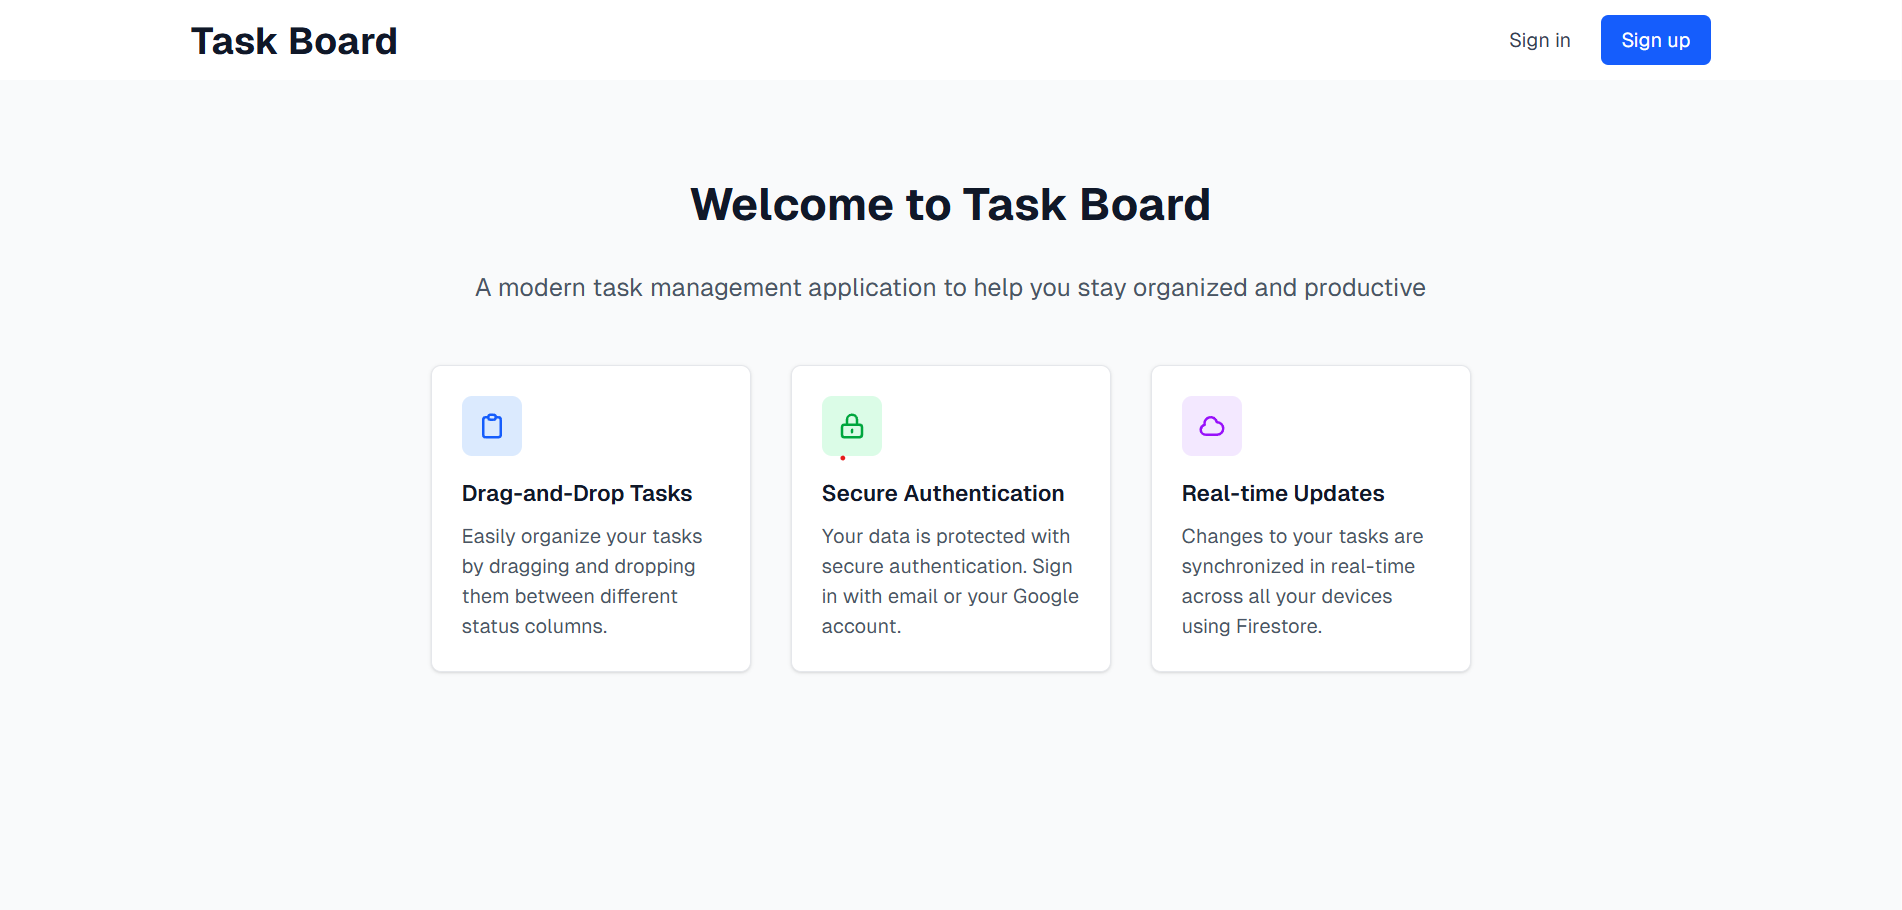 Task Board
Sign in
Sign up
Welcome to Task Board
A modern task management application to help you stay organized and productive
Drag-and-Drop Tasks
Easily organize your tasks
by dragging and dropping
them between different
status columns.
Secure Authentication
Your data is protected with
secure authentication. Sign
in with email or your Google
account.
Real-time Updates
Changes to your tasks are
synchronized in real-time
across all your devices
using Firestore.